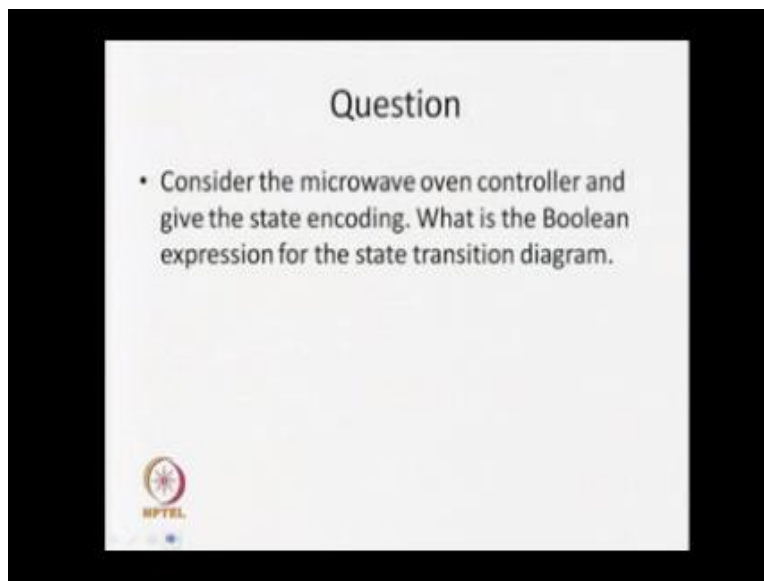 Question
• Consider the microwave oven controller and
give the state encoding. What is the Boolean
expression for the state transition diagram.
NPTEL